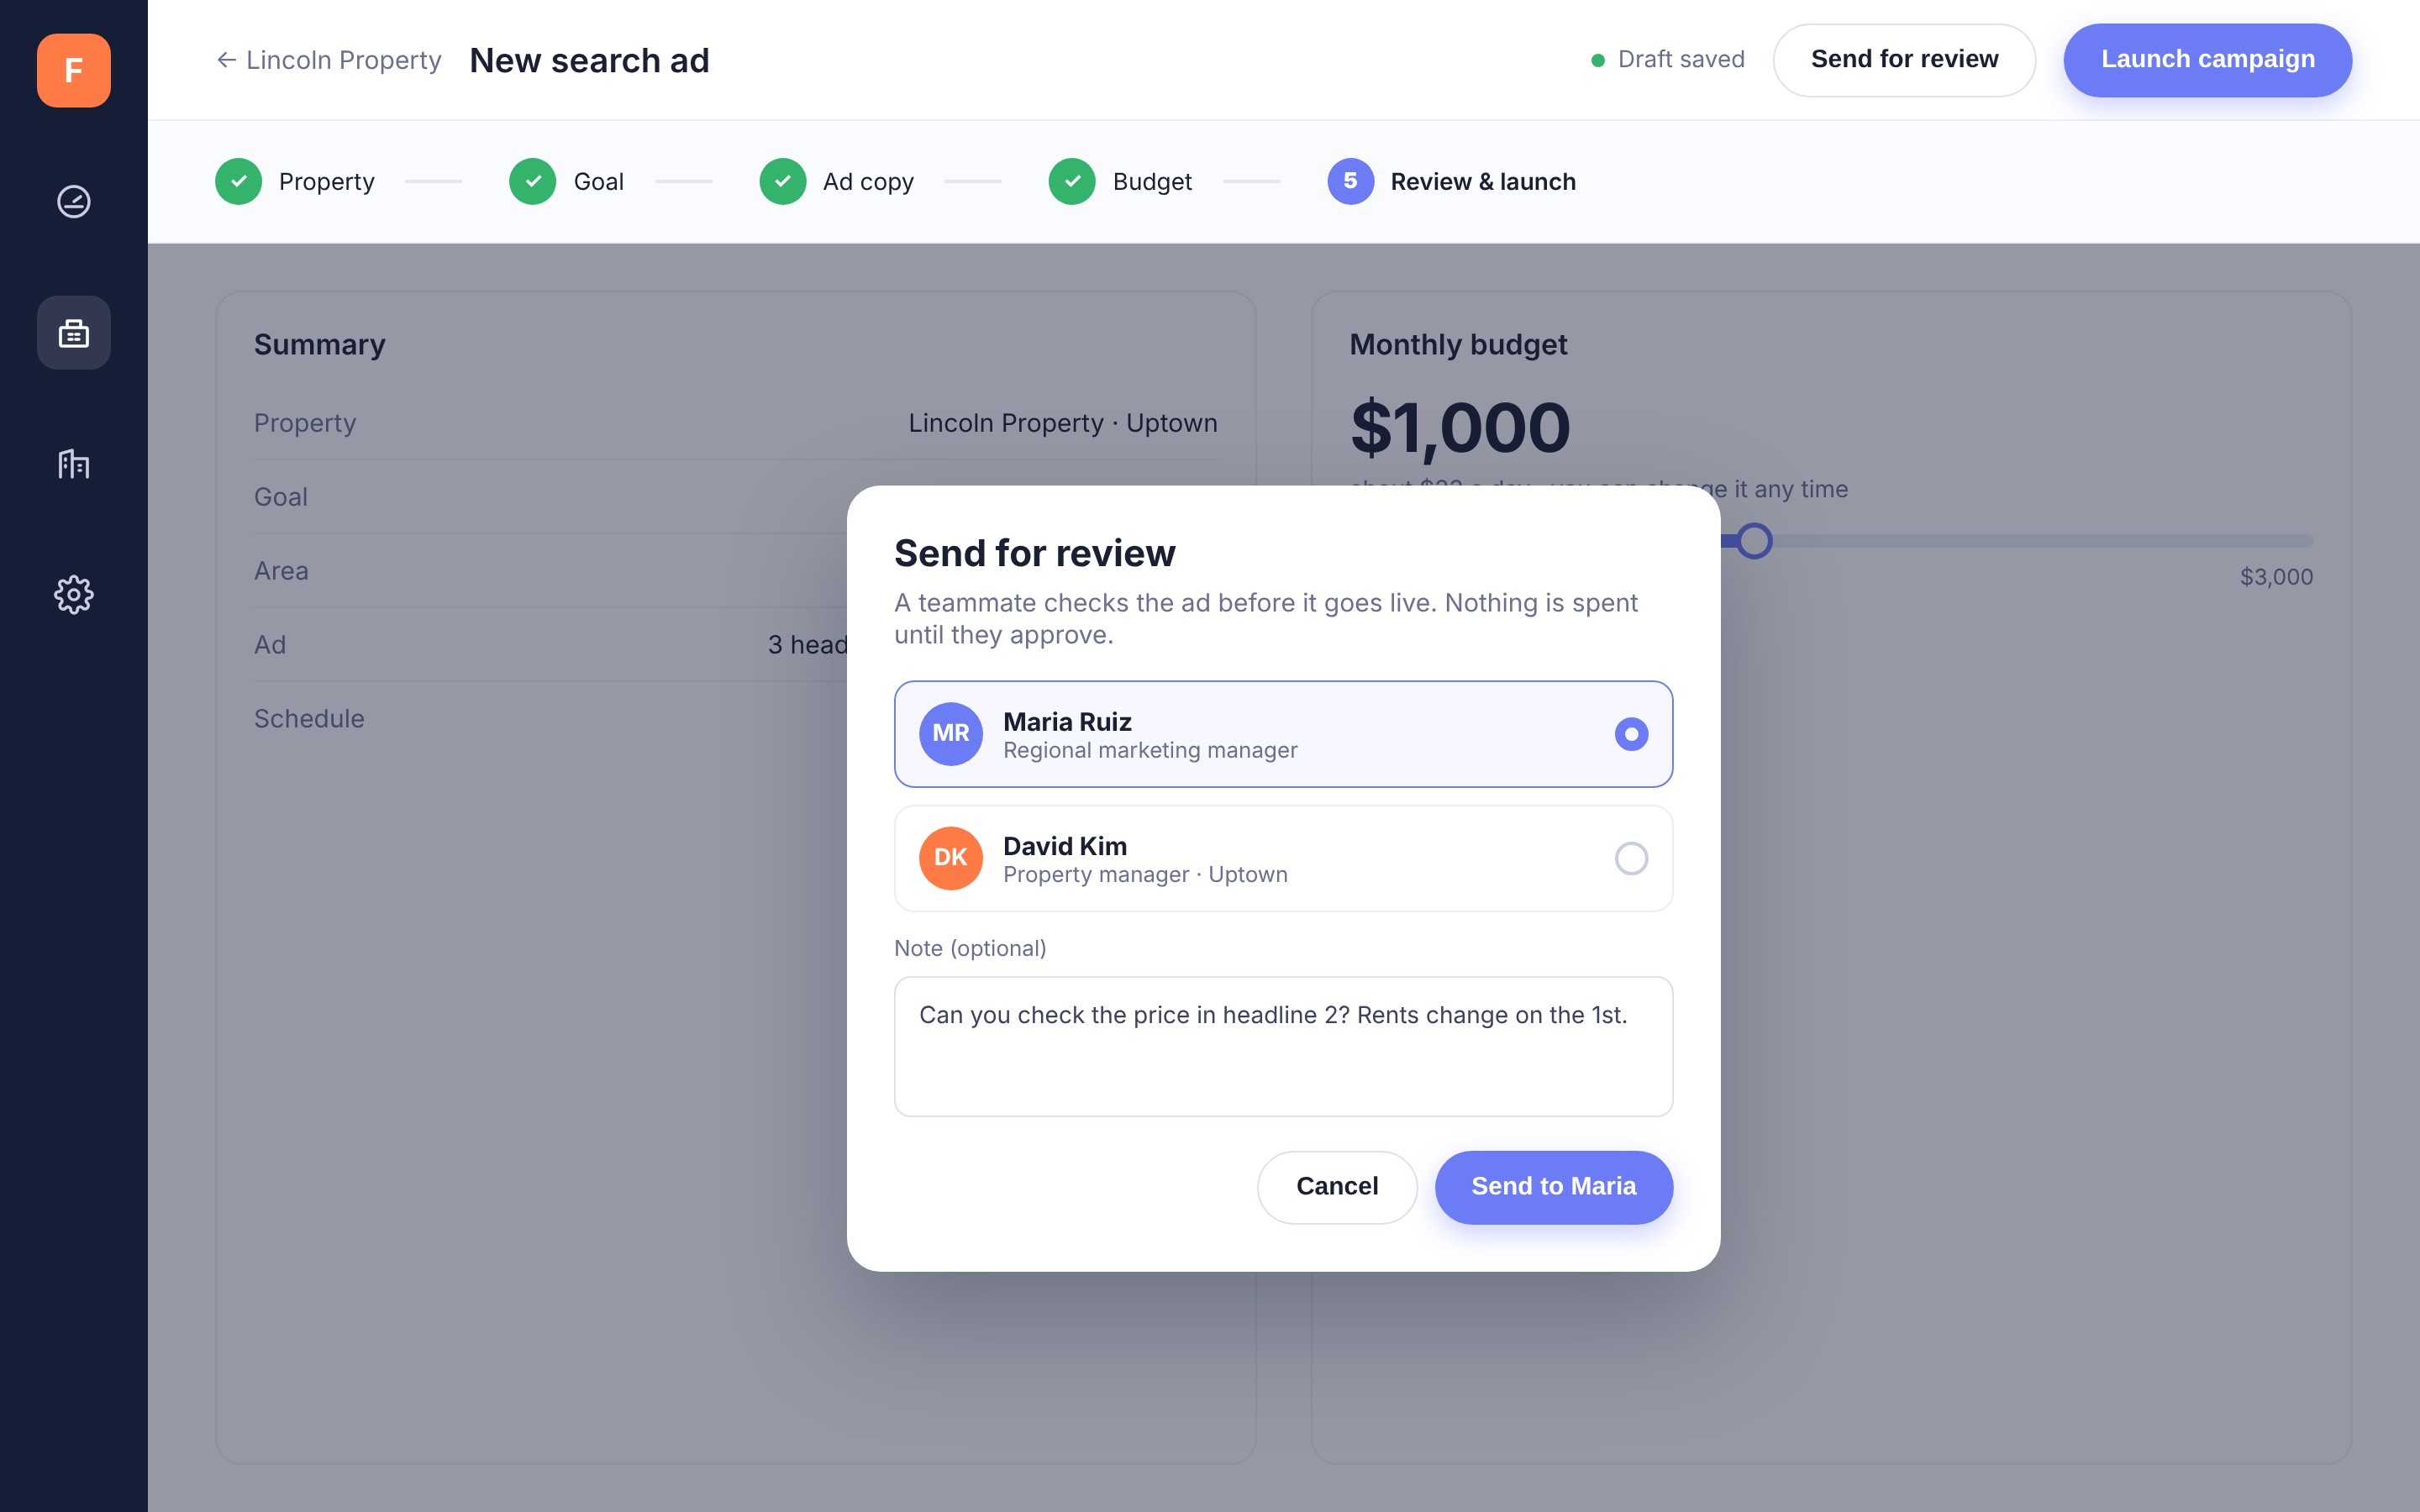 F
← Lincoln Property New search ad
Draft saved
Send for review
Launch campaign
Property
Goal
Ad copy
Budget
5 Review & launch
Summary
Property Lincoln Property · Uptown
Goal
Area
Ad 3 head
Schedule
Monthly budget
$1,000
it any time
$3,000
Send for review
A teammate checks the ad before it goes live. Nothing is spent
until they approve.
MR
Maria Ruiz
Regional marketing manager
DK
David Kim
Property manager · Uptown
Note (optional)
Can you check the price in headline 2? Rents change on the 1st.
Cancel
Send to Maria